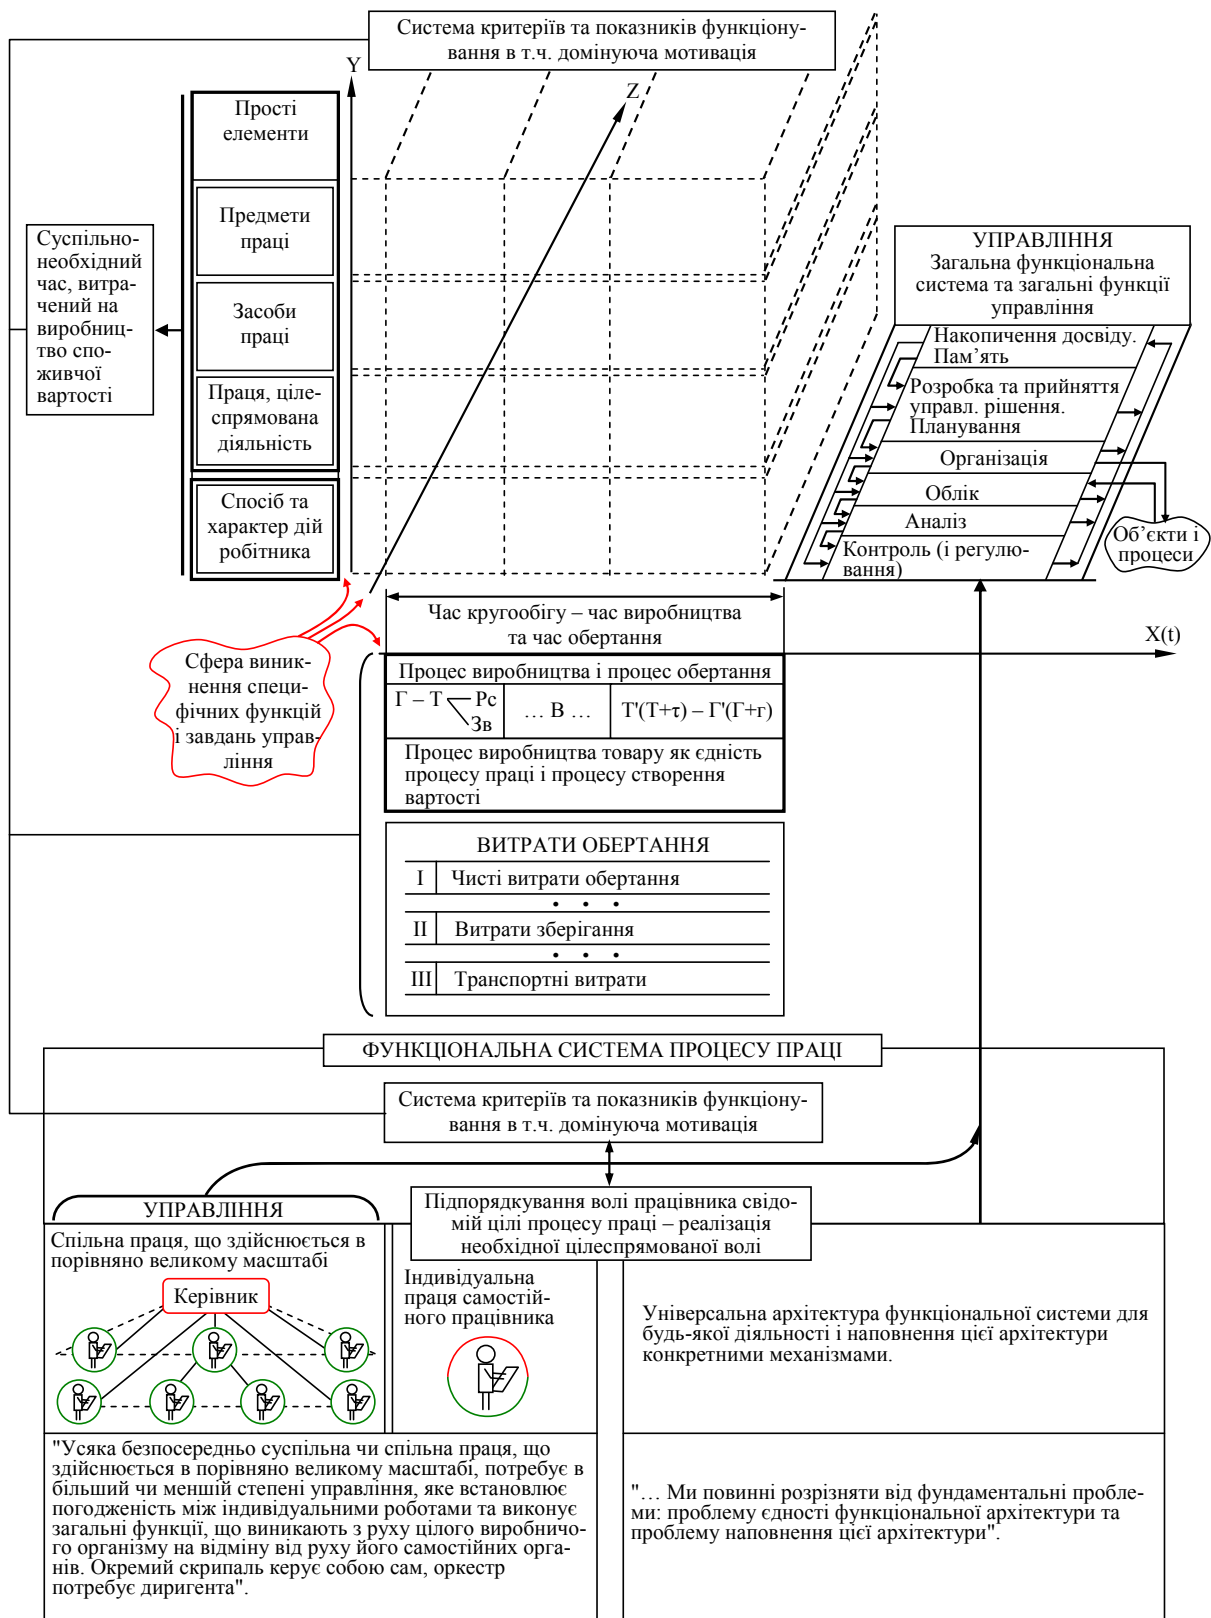 Система критеріїв та показників функціону-
вання в т.ч. домінуюча мотивація
Y
Z
Прості
елементи
Предмети
праці
Засоби
праці
Праця, ціле-
спрямована
діяльність
Спосіб та
характер дій
робітника
Суспільно-
необхідний
час, витра-
чений на
виробниц-
тво спо-
живчої
вартості
УПРАВЛІННЯ
Загальна функціональна
система та загальні функції
управління
Накопичення досвіду.
Пам’ять
Розробка та прийняття
управл. рішення.
Планування
Організація
Облік
Аналіз
Контроль (і регулю-
вання)
Об’єкти і
процеси
Час кругообігу – час виробництва
та час обертання
X(t)
Сфера виник-
нення специ-
фічних функцій
і завдань управ-
ління
Процес виробництва і процес обертання
Г – Т Рс
Зв
... В ...
Т'(Т+τ) – Г'(Г+г)
Процес виробництва товару як єдність
процесу праці і процесу створення
вартості
ВИТРАТИ ОБЕРТАННЯ
I Чисті витрати обертання
. . .
II Витрати зберігання
. . .
III Транспортні витрати
ФУНКЦІОНАЛЬНА СИСТЕМА ПРОЦЕСУ ПРАЦІ
Система критеріїв та показників функціону-
вання в т.ч. домінуюча мотивація
УПРАВЛІННЯ
Підпорядкування волі працівника свідо-
мій цілі процесу праці – реалізація
необхідної цілеспрямованої волі
Спільна праця, що здійснюється в
порівняно великому масштабі
Керівник
Індивідуальна
праця самостій-
ного працівника
Універсальна архітектура функціональної системи для
будь-якої діяльності і наповнення цієї архітектури
конкретними механізмами.
"Усяка безпосередньо суспільна чи спільна праця, що
здійснюється в порівняно великому масштабі, потребує в
більший чи меншій степені управління, яке встановлює
погодженість між індивідуальними роботами та виконує
загальні функції, що виникають з руху цілого виробничо-
го організму на відміну від руху його самостійних орга-
нів. Окремий скрипаль керує собою сам, оркестр
потребує диригента".
"... Ми повинні розрізняти від фундаментальні пробле-
ми: проблему єдності функціональної архітектури та
проблему наповнення цієї архітектури".